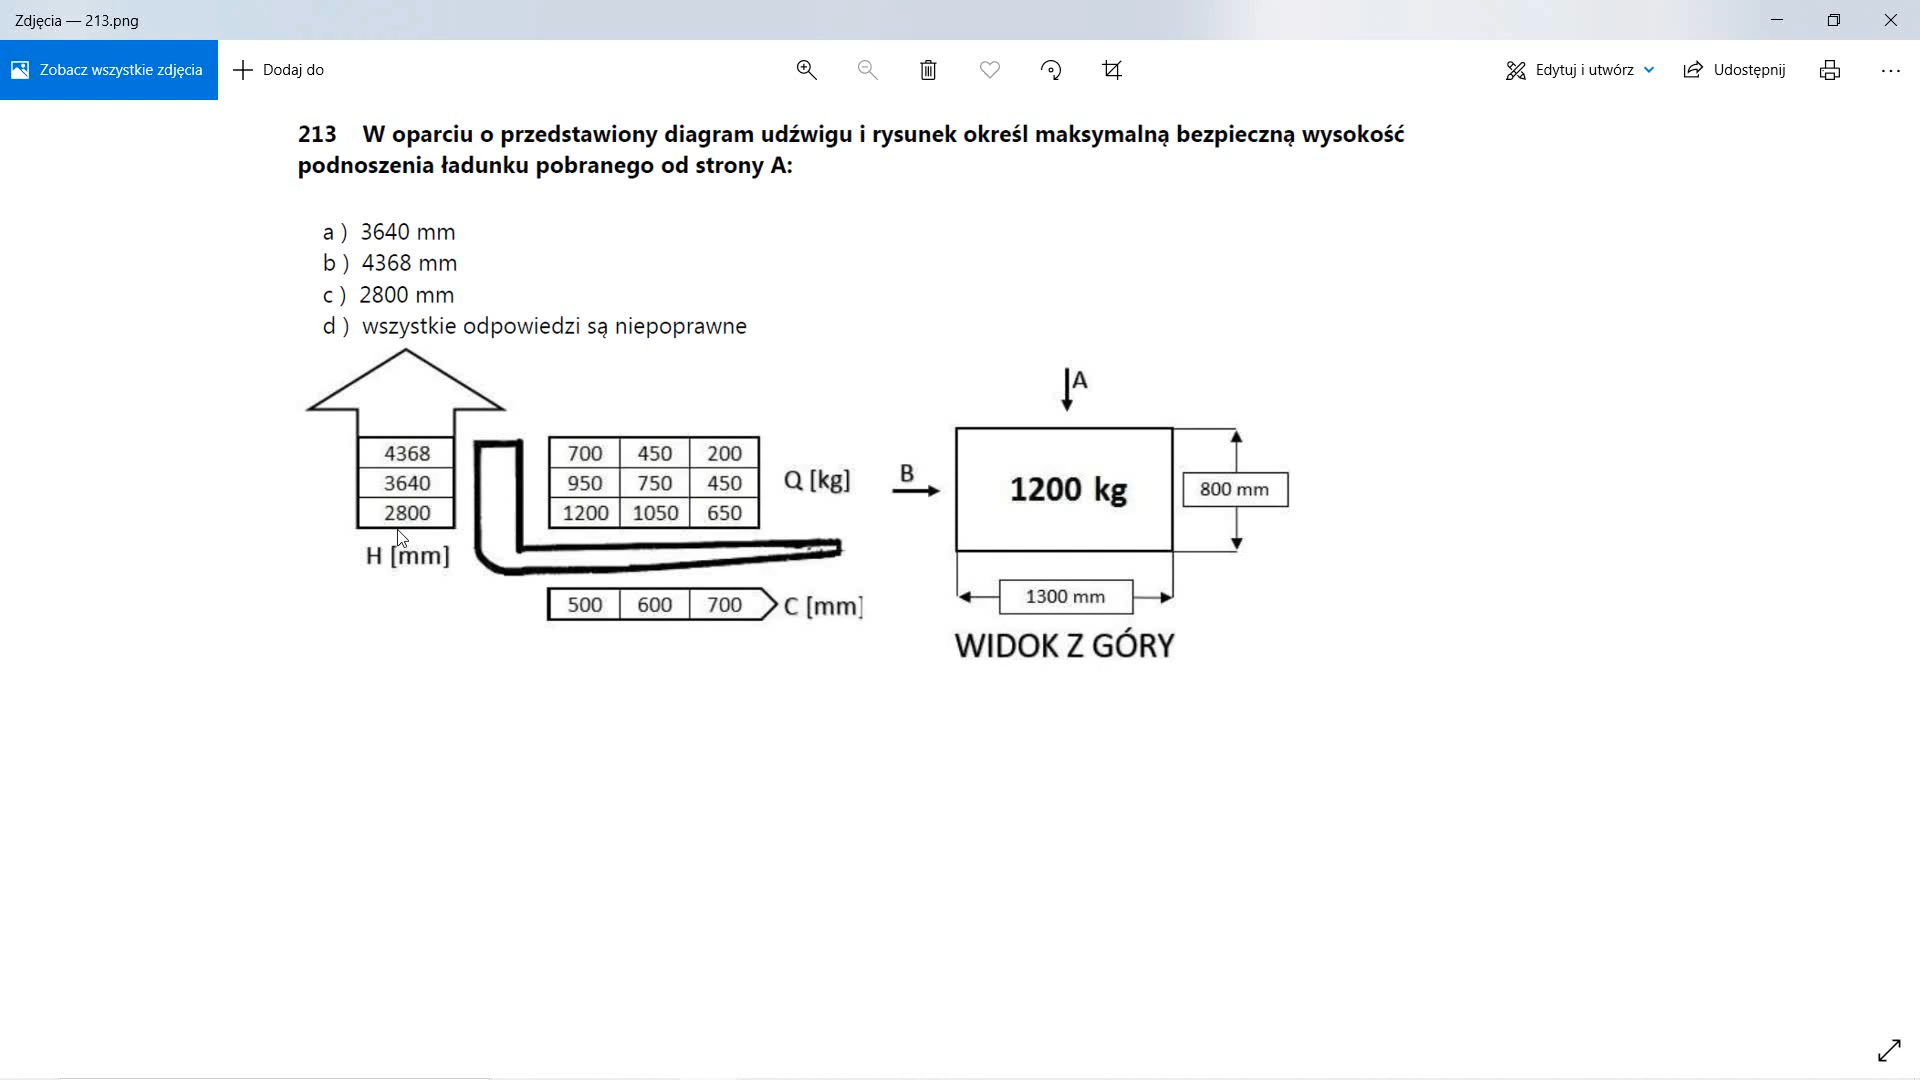 Zdjęcia — 213.png
Zobacz wszystkie zdjęcia
Dodaj do
Edytuj i utwórz
Udostępnij
213 W oparciu o przedstawiony diagram udźwigu i rysunek określ maksymalną bezpieczną wysokość
podnoszenia ładunku pobranego od strony A:
a ) 3640 mm
b ) 4368 mm
c ) 2800 mm
d ) wszystkie odpowiedzi są niepoprawne
4368
3640
2800
H [mm]
700 450 200
950 750 450
1200 1050 650
Q [kg]
500 600 700
C [mm]
A
B
1200 kg
800 mm
1300 mm
WIDOK Z GÓRY